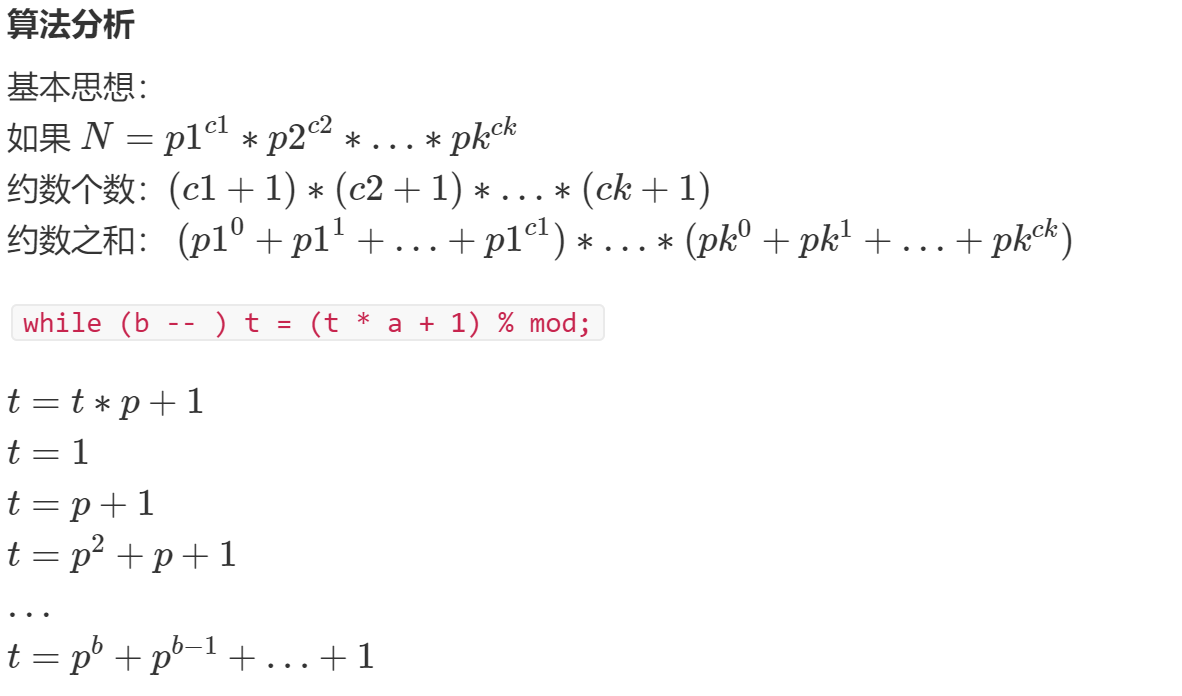 算法分析
基本思想：
如果 $N = p1^{c1} * p2^{c2} * \ldots * pk^{ck}$
约数个数：$(c1 + 1) * (c2 + 1) * \ldots * (ck + 1)$
约数之和： $(p1^0 + p1^1 + \ldots + p1^{c1}) * \ldots * (pk^0 + pk^1 + \ldots + pk^{ck})$
while (b -- ) t = (t * a + 1) % mod;
$t = t * p + 1$
$t = 1$
$t = p + 1$
$t = p^2 + p + 1$
$\ldots$
$t = p^b + p^{b-1} + \ldots + 1$